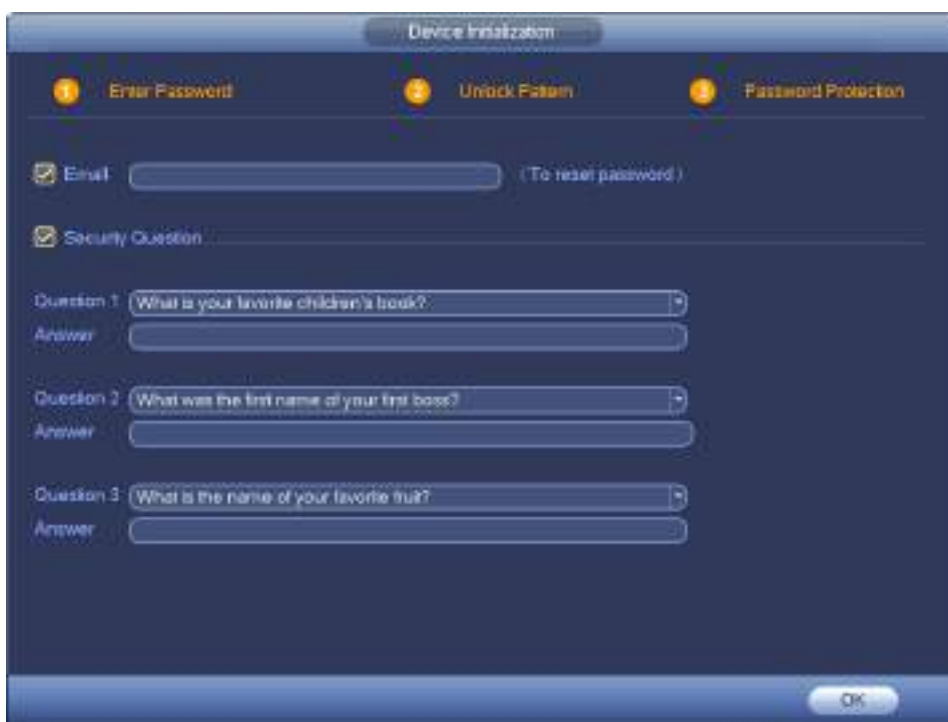 Device Initialization
1 Enter Password 2 Unlock Pattern 3 Password Protection
Email (To reset password)
Security Question
Question 1 What is your favorite children's book?
Answer
Question 2 What was the first name of your first boss?
Answer
Question 3 What is the name of your favorite fruit?
Answer
OK